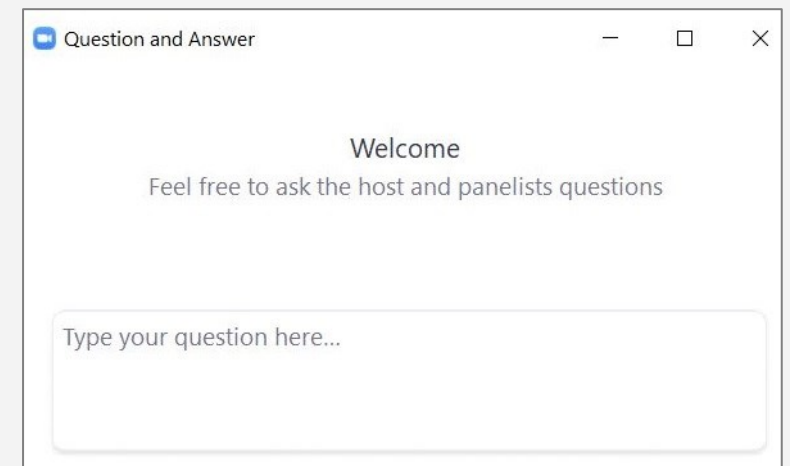 Question and Answer
Welcome
Feel free to ask the host and panelists questions
Type your question here...